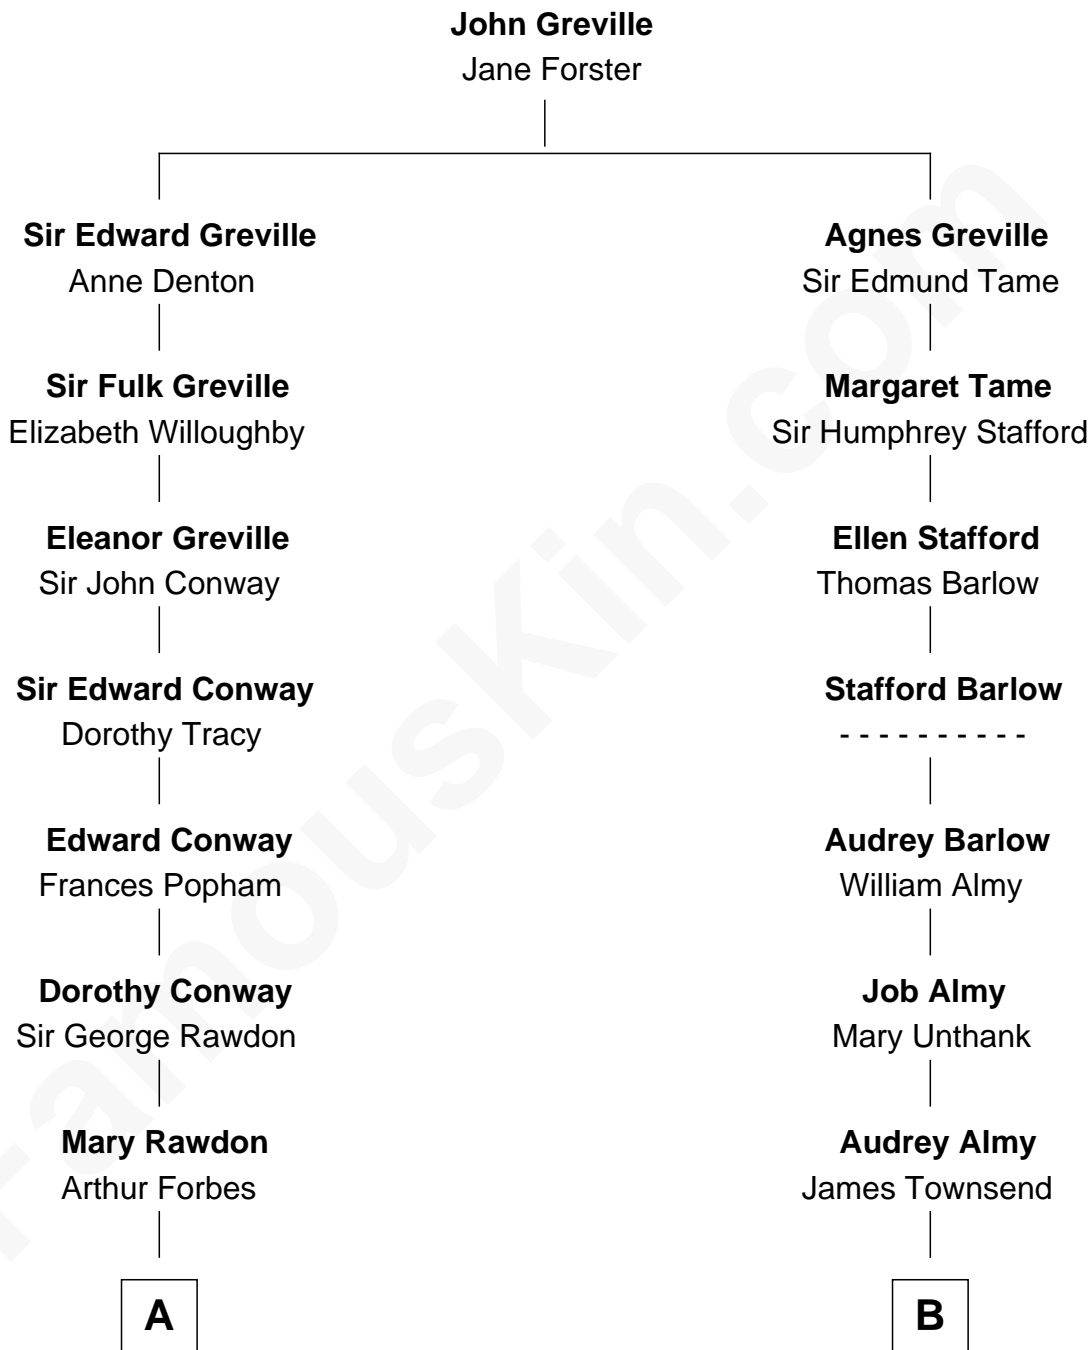 John Greville
Jane Forster
Sir Edward Greville
Anne Denton
Agnes Greville
Sir Edmund Tame
Sir Fulk Greville
Elizabeth Willoughby
Margaret Tame
Sir Humphrey Stafford
Eleanor Greville
Sir John Conway
Ellen Stafford
Thomas Barlow
Sir Edward Conway
Dorothy Tracy
Stafford Barlow
- - - - - - - - - -
Edward Conway
Frances Popham
Audrey Barlow
William Almy
Dorothy Conway
Sir George Rawdon
Job Almy
Mary Unthank
Mary Rawdon
Arthur Forbes
Audrey Almy
James Townsend
A
B
FamousKin.com